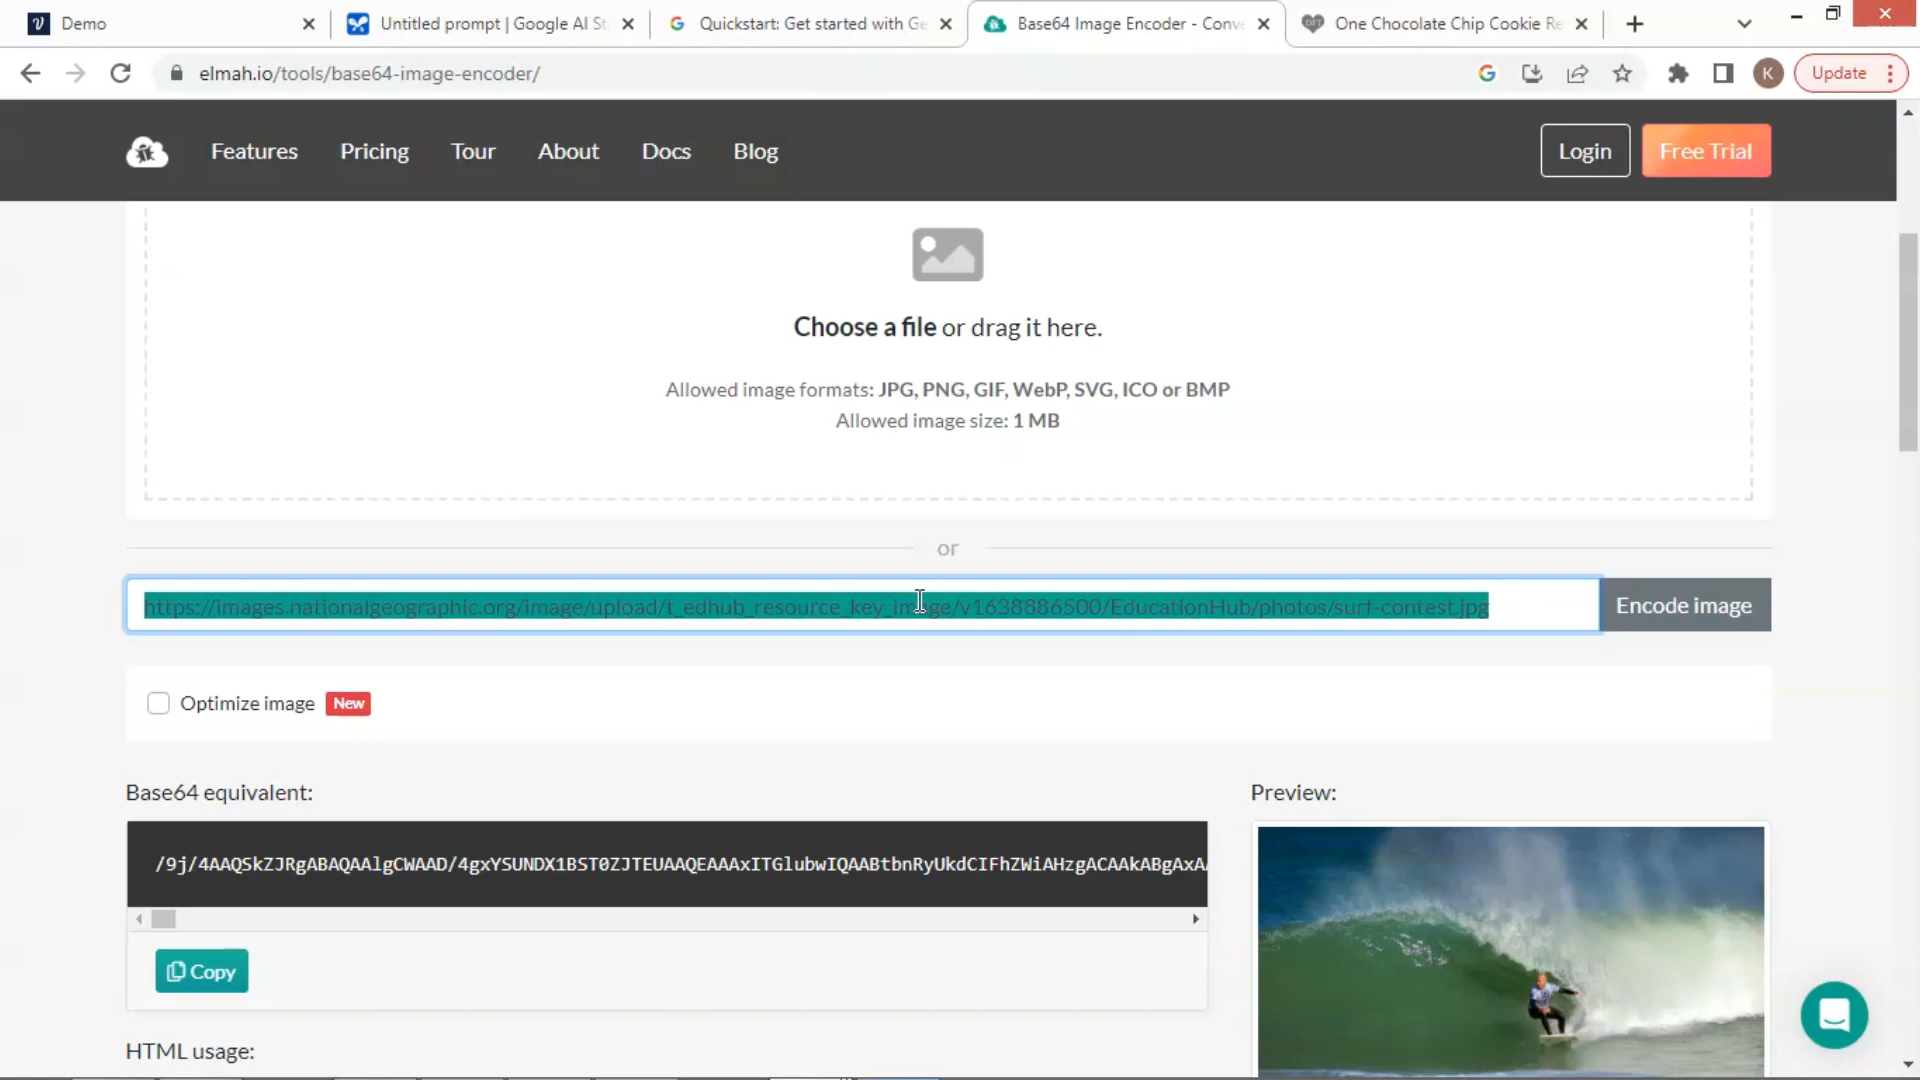 Demo
Untitled prompt | Google AI St
Quickstart: Get started with Ge
Base64 Image Encoder - Conv
One Chocolate Chip Cookie Re
elmah.io/tools/base64-image-encoder/
K
Update
Features
Pricing
Tour
About
Docs
Blog
Login
Free Trial
Choose a file or drag it here.
Allowed image formats: JPG, PNG, GIF, WebP, SVG, ICO or BMP
Allowed image size: 1 MB
or
https://images.nationalgeographic.org/image/upload/t_edhub_resource_key_image/v1638886500/EducationHub/photos/surf-contest.jpg
Encode image
Optimize image
New
Base64 equivalent:
Preview:
/9j/4AAQSkZJRgABAQAAlgCWAAD/4gxYSUNDX1BST0ZJTEUAAQEAAAxITGlubwIQAABtbnRyUkdCIFhZWiAHzgACAAkABgAxA
Copy
HTML usage: